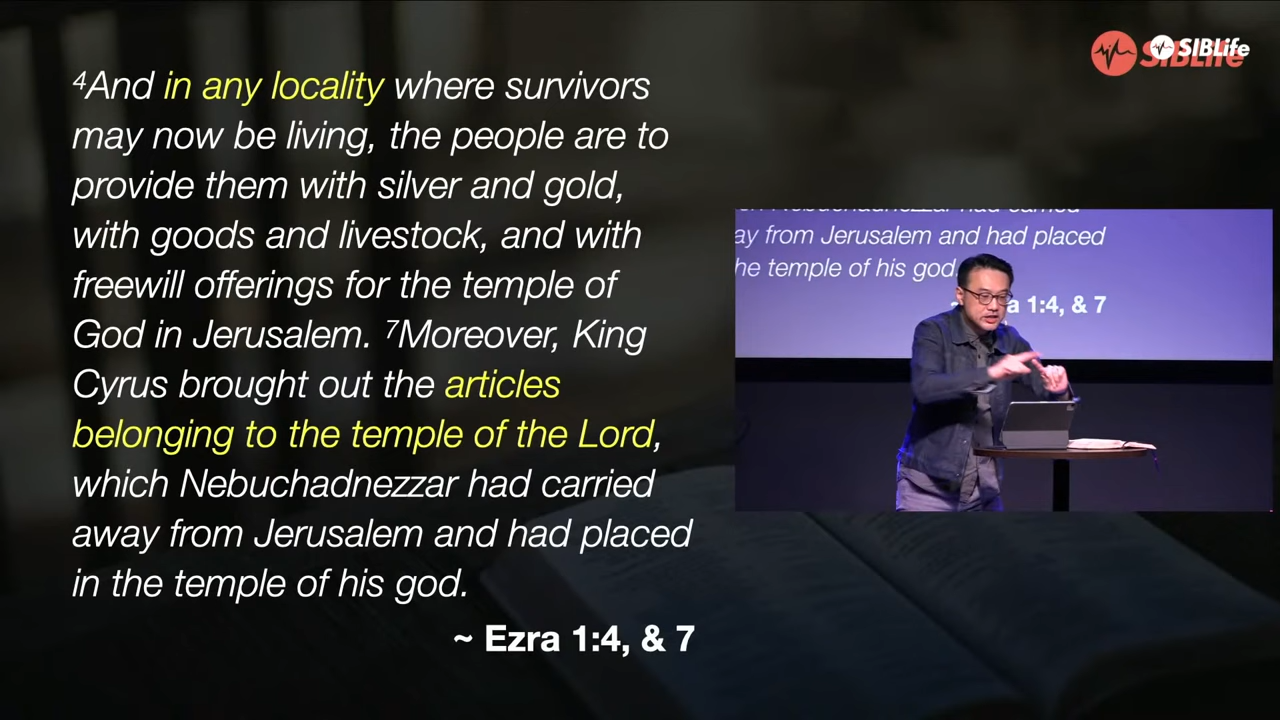 ⁴And in any locality where survivors
may now be living, the people are to
provide them with silver and gold,
with goods and livestock, and with
freewill offerings for the temple of
God in Jerusalem. ⁷Moreover, King
Cyrus brought out the articles
belonging to the temple of the Lord,
which Nebuchadnezzar had carried
away from Jerusalem and had placed
in the temple of his god.
~ Ezra 1:4, & 7
SIBLife
SIBLife
Nebuchadnezzar had carried
ay from Jerusalem and had placed
he temple of his god.
a 1:4, & 7